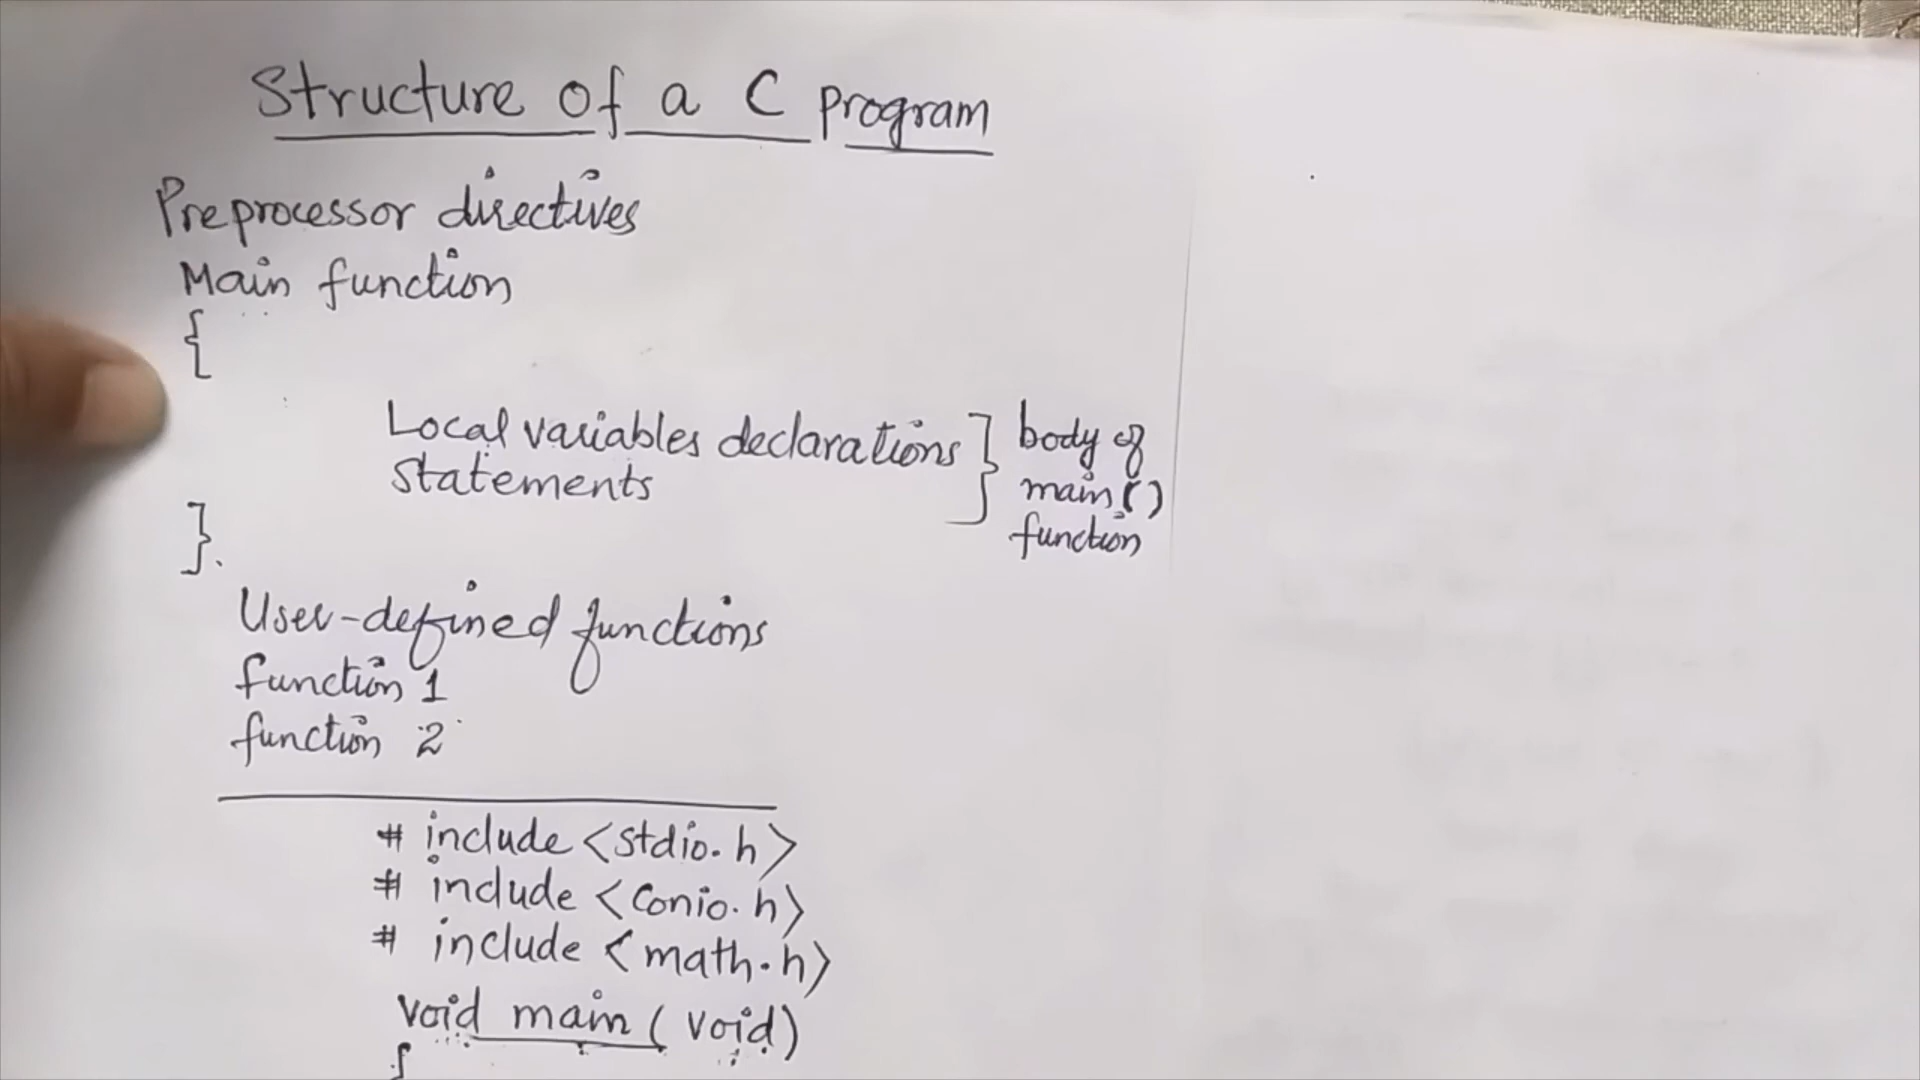 Structure of a C program
Preprocessor directives
Main function
{
Local variables declarations } body of
statements main()
function
}.
User-defined functions
function 1
function 2
# include <stdio.h>
# include <conio.h>
# include <math.h>
void main (void)
{